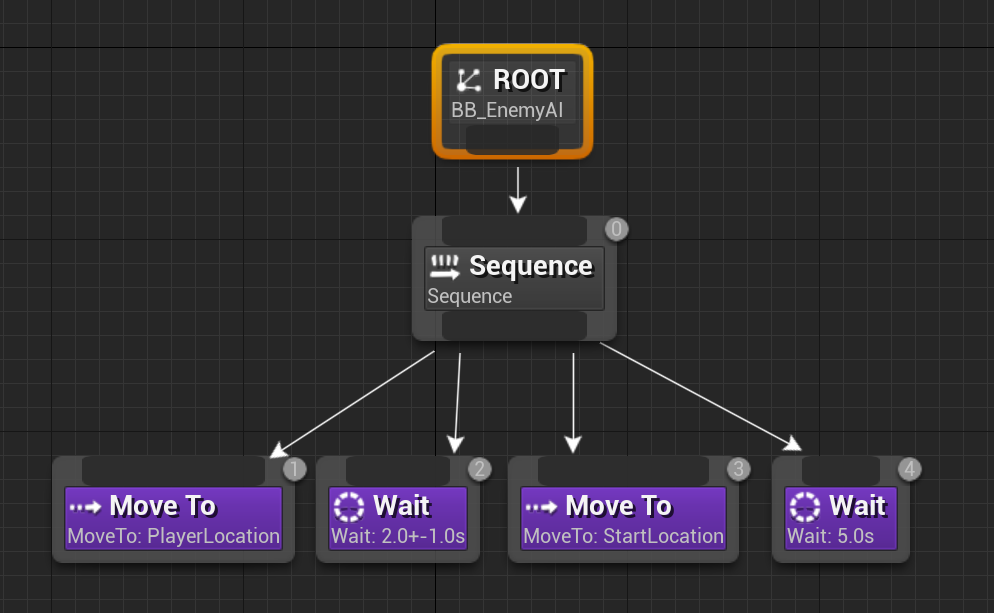 ROOT
BB_EnemyAI
0
Sequence
Sequence
1
Move To
MoveTo: PlayerLocation
2
Wait
Wait: 2.0+-1.0s
3
Move To
MoveTo: StartLocation
4
Wait
Wait: 5.0s